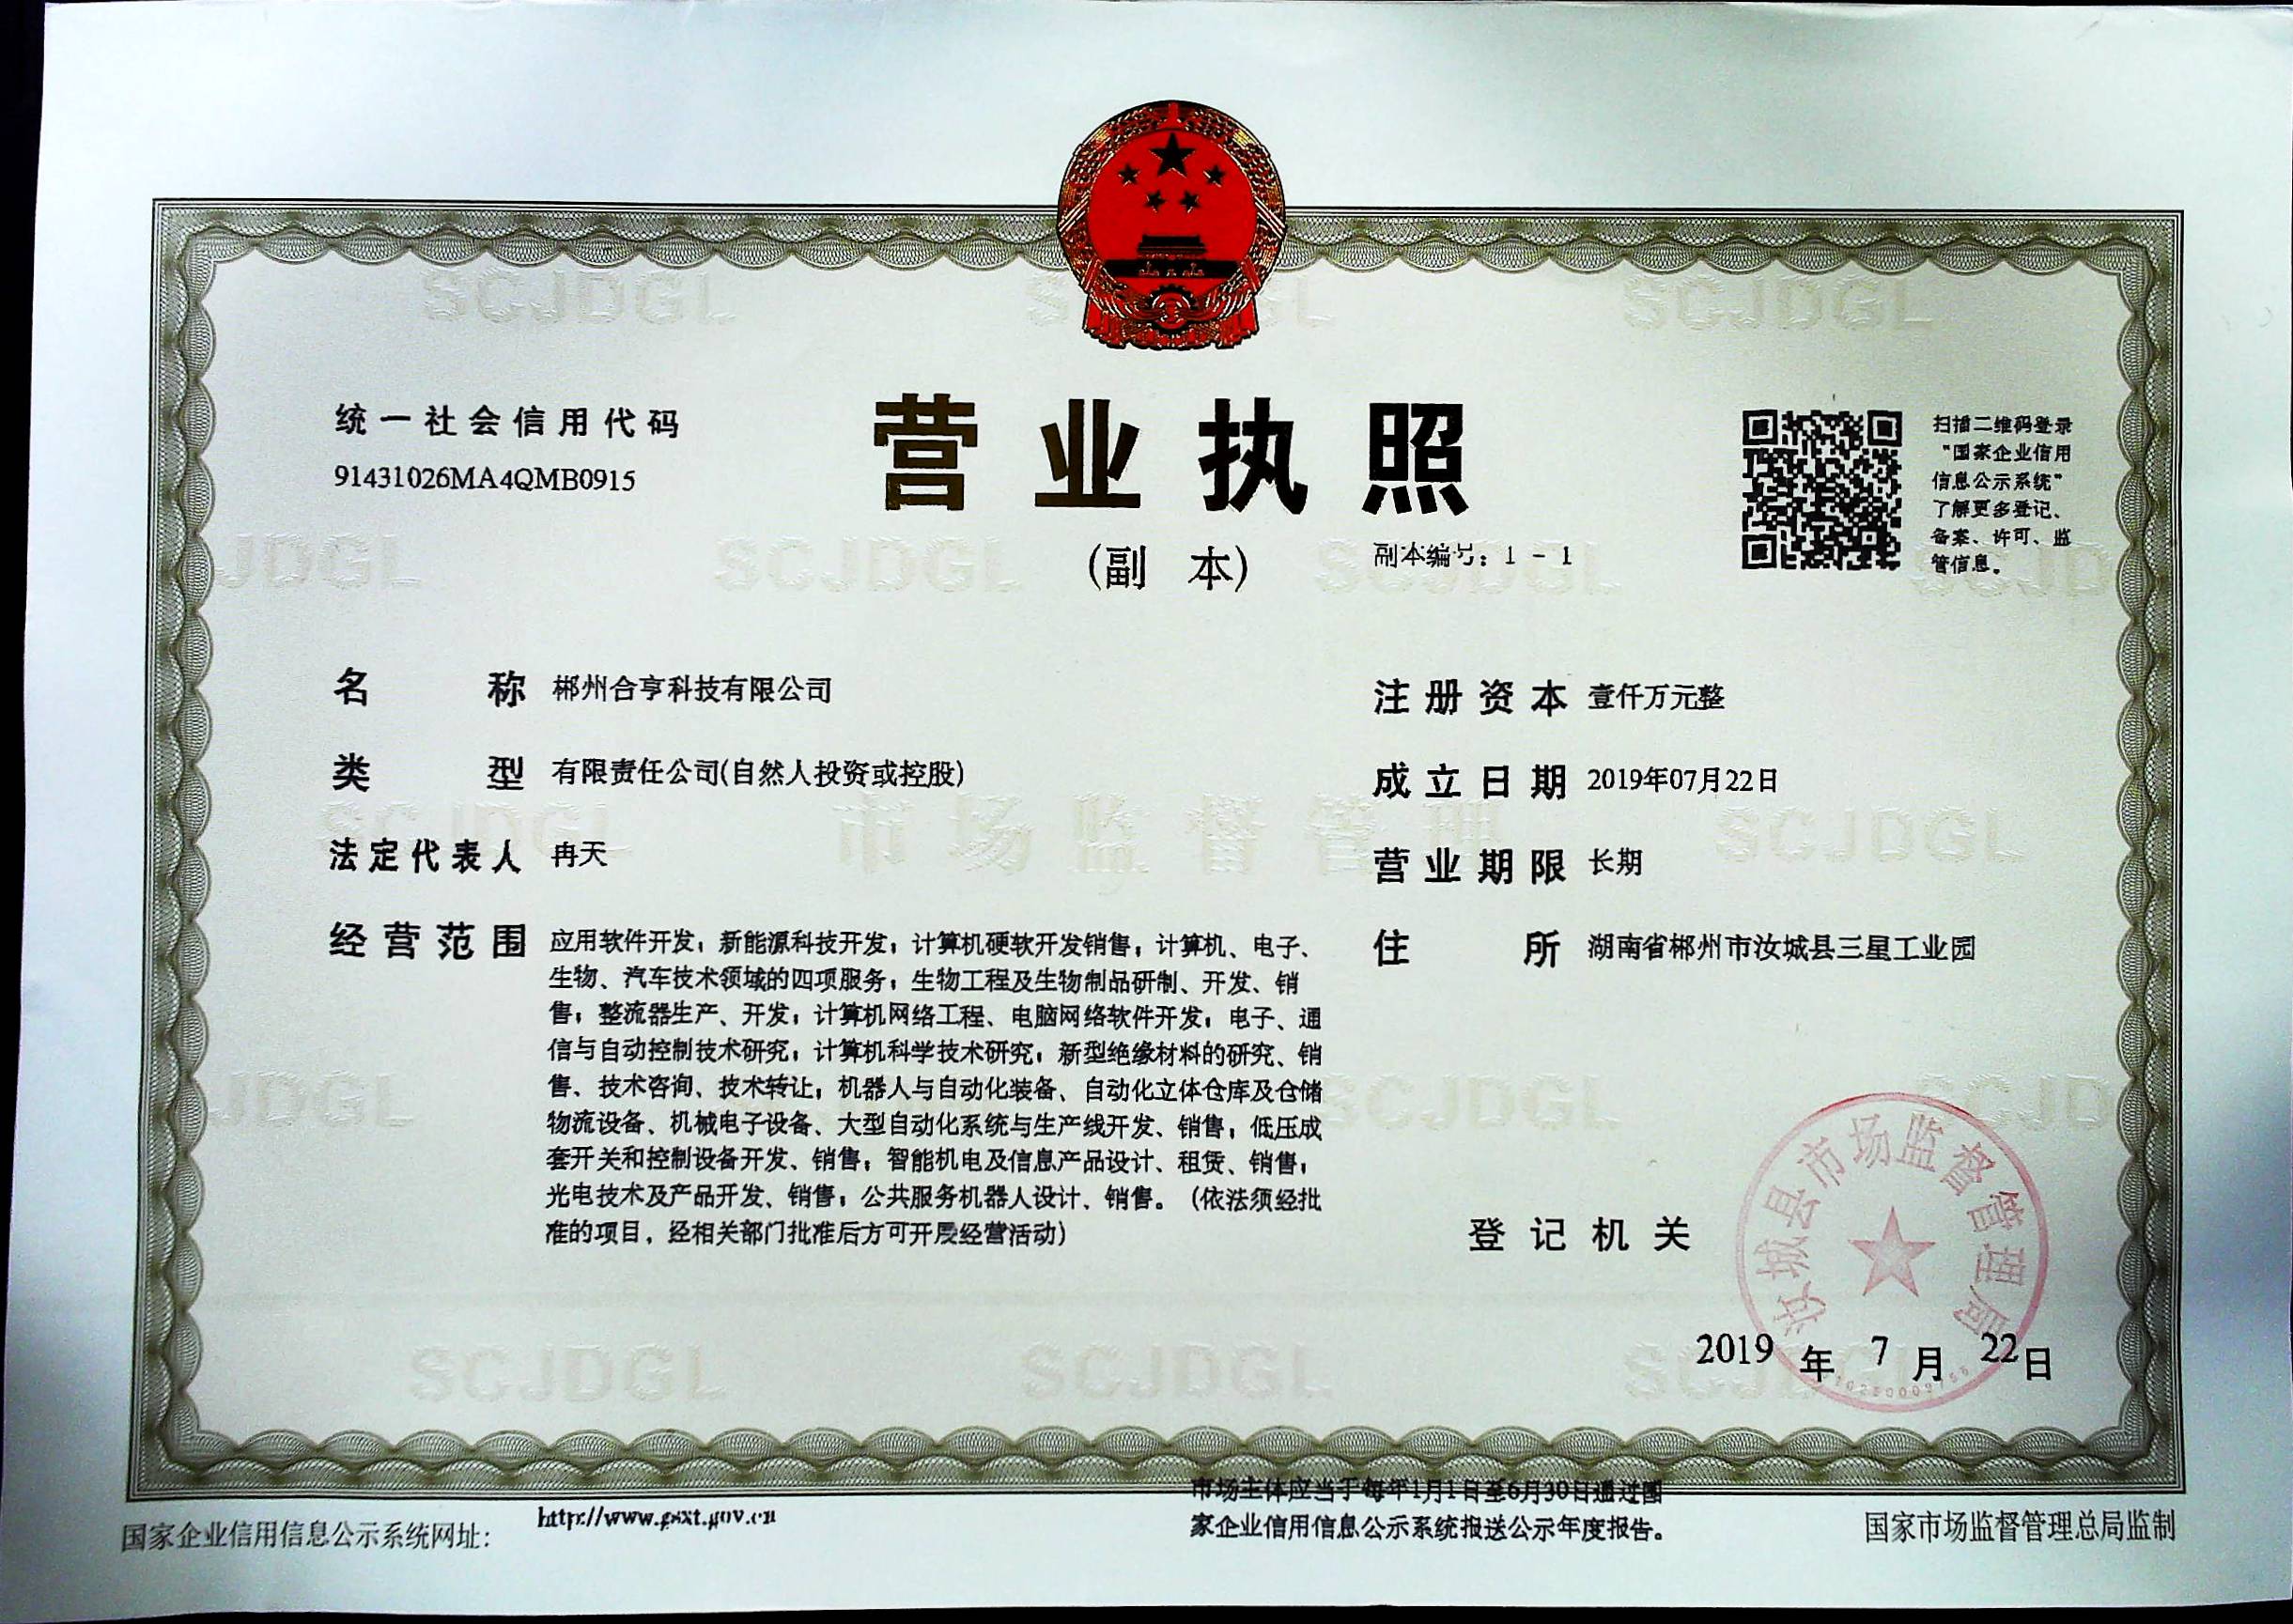 统一社会信用代码
91431026MA4QMB0915
营业执照
(副 本)
副本编号：1 - 1
扫描二维码登录
“国家企业信用
信息公示系统”
了解更多登记、
备案、许可、监
管信息。
名 称 郴州合亨科技有限公司
类 型 有限责任公司(自然人投资或控股)
法定代表人 冉天
经营范围 应用软件开发；新能源科技开发；计算机硬软开发销售；计算机、电子、
生物、汽车技术领域的四项服务；生物工程及生物制品研制、开发、销
售；整流器生产、开发；计算机网络工程、电脑网络软件开发；电子、通
信与自动控制技术研究；计算机科学技术研究；新型绝缘材料的研究、销
售、技术咨询、技术转让；机器人与自动化装备、自动化立体仓库及仓储
物流设备、机械电子设备、大型自动化系统与生产线开发、销售；低压成
套开关和控制设备开发、销售；智能机电及信息产品设计、租赁、销售；
光电技术及产品开发、销售；公共服务机器人设计、销售。（依法须经批
准的项目，经相关部门批准后方可开展经营活动）
注册资本 壹仟万元整
成立日期 2019年07月22日
营业期限 长期
住 所 湖南省郴州市汝城县三星工业园
登记机关
汝城县市场监督管理局
2019 年 7 月 22日
SCJDGL
市场监督管理
国家企业信用信息公示系统网址：
http://www.gsxt.gov.cn
市场主体应当于每年1月1日至6月30日通过国
家企业信用信息公示系统报送公示年度报告。
国家市场监督管理总局监制